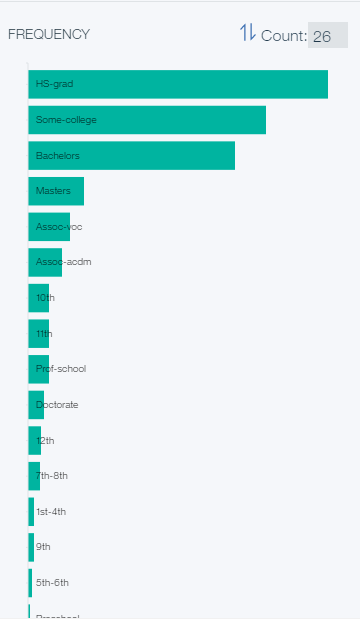 FREQUENCY
Count: 26
HS-grad
Some-college
Bachelors
Masters
Assoc-voc
Assoc-acdm
10th
11th
Prof-school
Doctorate
12th
7th-8th
1st-4th
9th
5th-6th
Preschool